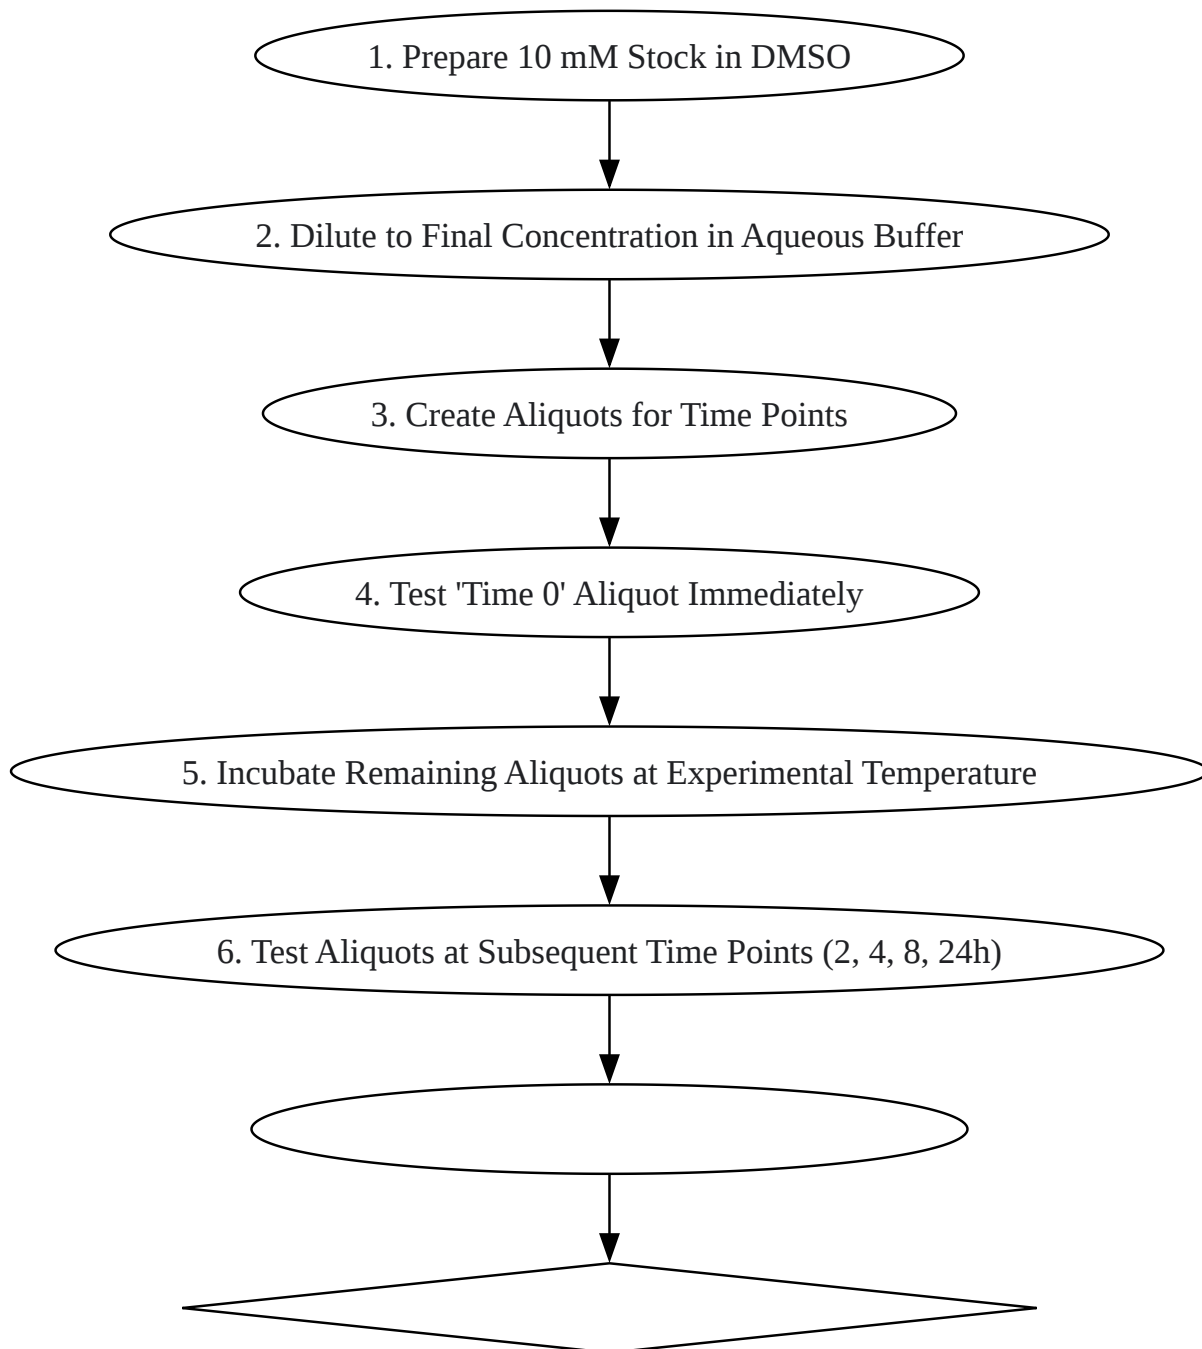 1. Prepare 10 mM Stock in DMSO
2. Dilute to Final Concentration in Aqueous Buffer
3. Create Aliquots for Time Points
4. Test 'Time 0' Aliquot Immediately
5. Incubate Remaining Aliquots at Experimental Temperature
6. Test Aliquots at Subsequent Time Points (2, 4, 8, 24h)